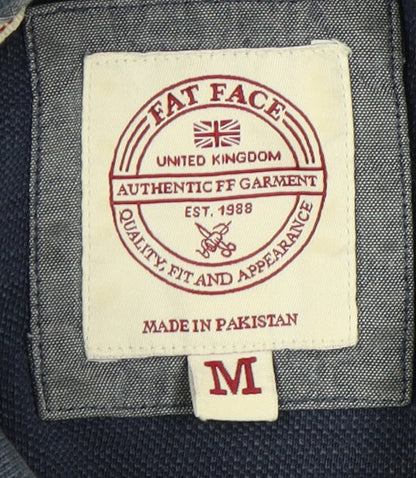 FAT FACE
UNITED KINGDOM
AUTHENTIC FF GARMENT
EST. 1988
QUALITY, FIT AND APPEARANCE
MADE IN PAKISTAN
M